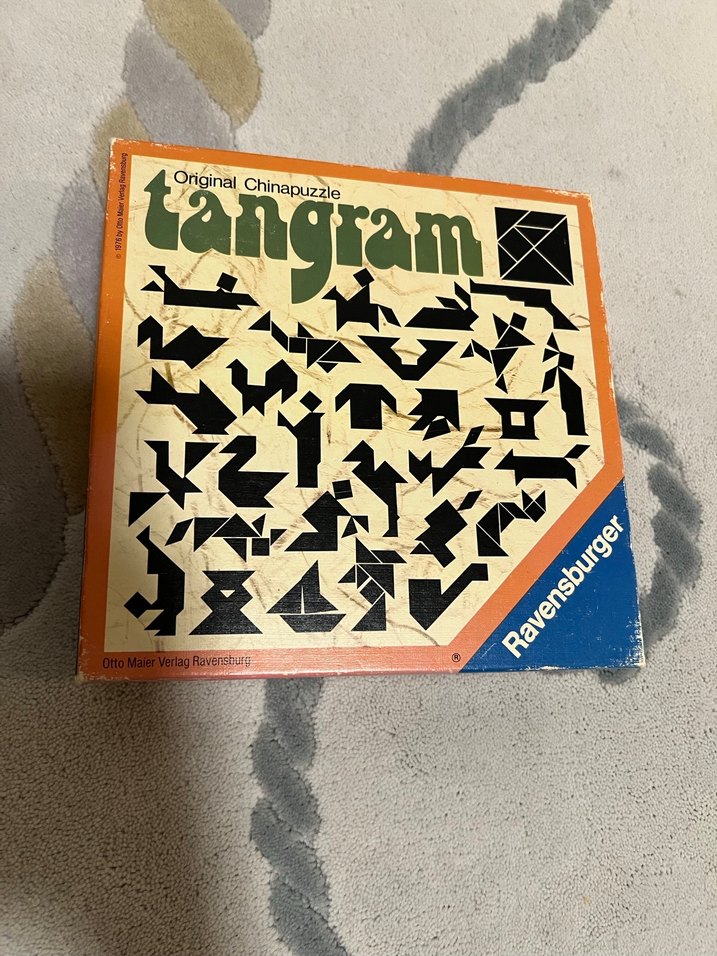 © 1976 by Otto Maier Verlag Ravensburg
Original Chinapuzzle
tangram
Ravensburger
Otto Maier Verlag Ravensburg
®